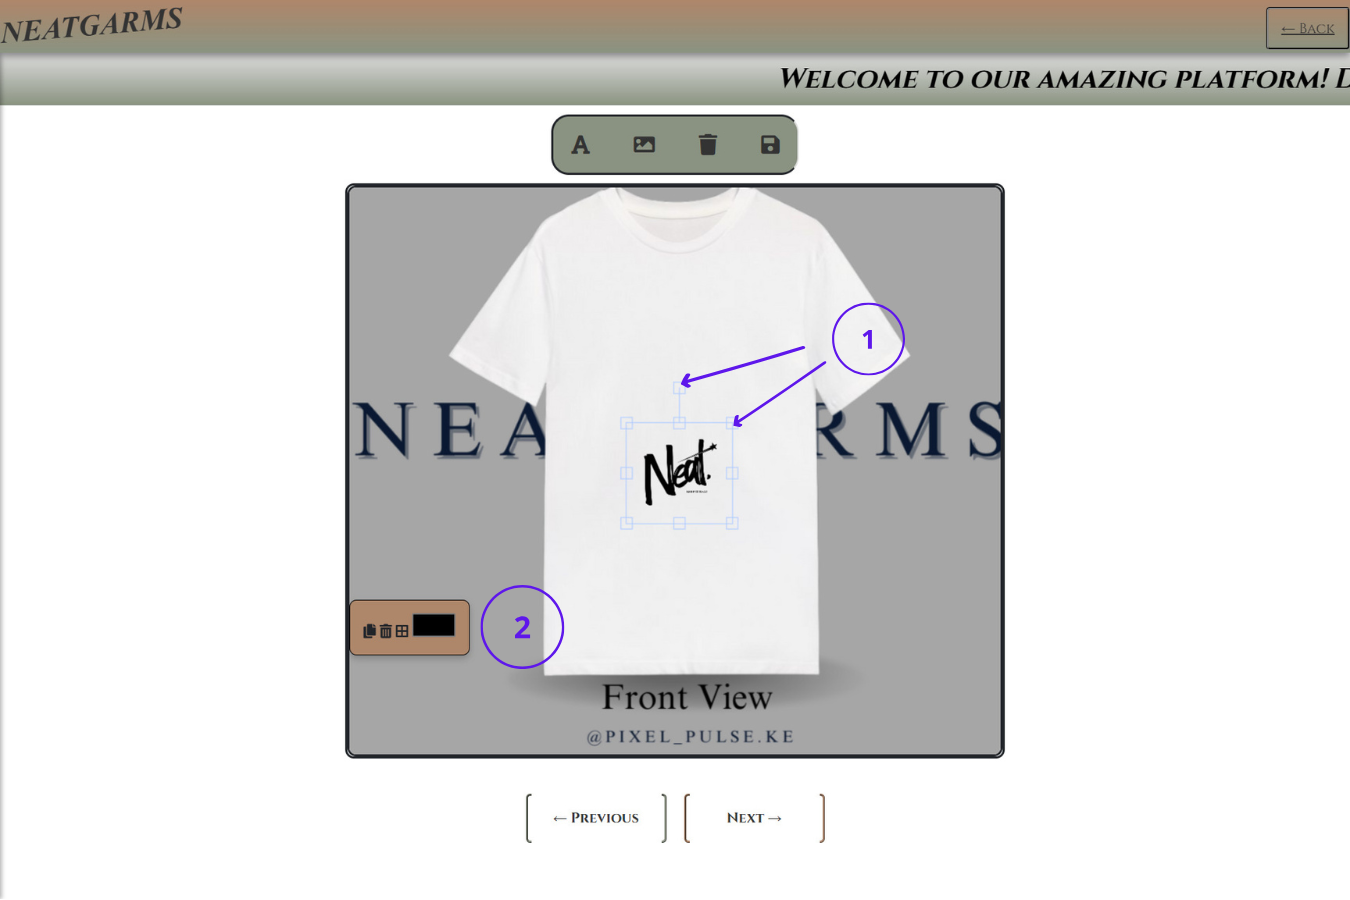 NEATGARMS
← Back
Welcome to our amazing platform! D
A
1
NEA RMS
Neat.
2
Front View
@PIXEL_PULSE.KE
← Previous
Next →